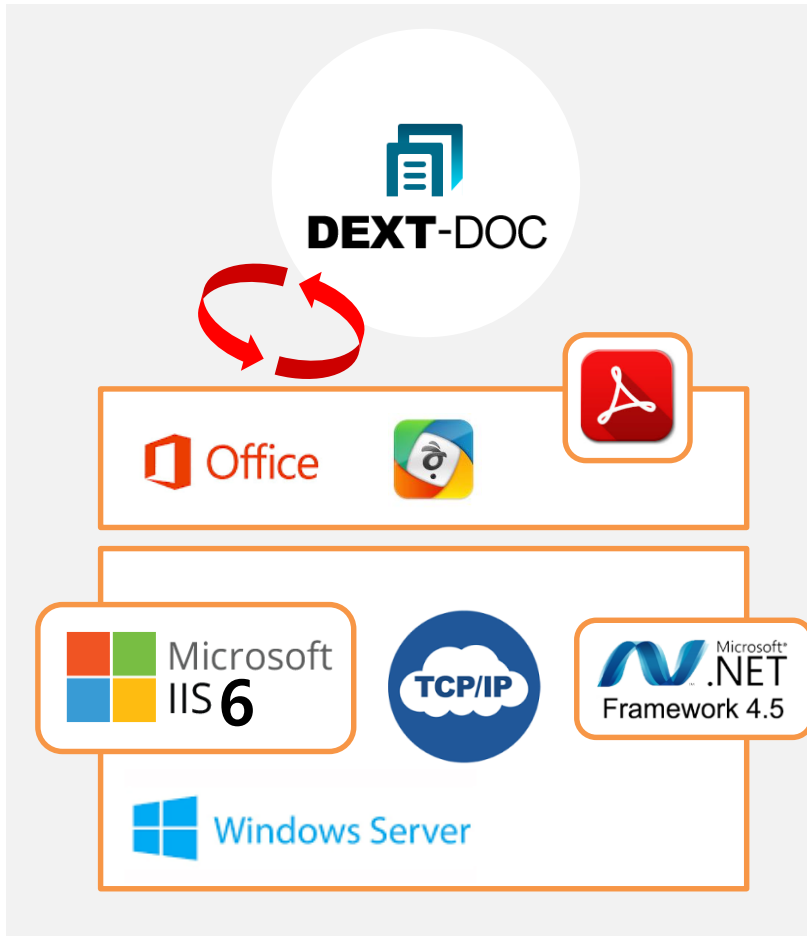 DEXT-DOC
Office
Microsoft
IIS 6
TCP/IP
Microsoft®
.NET
Framework 4.5
Windows Server